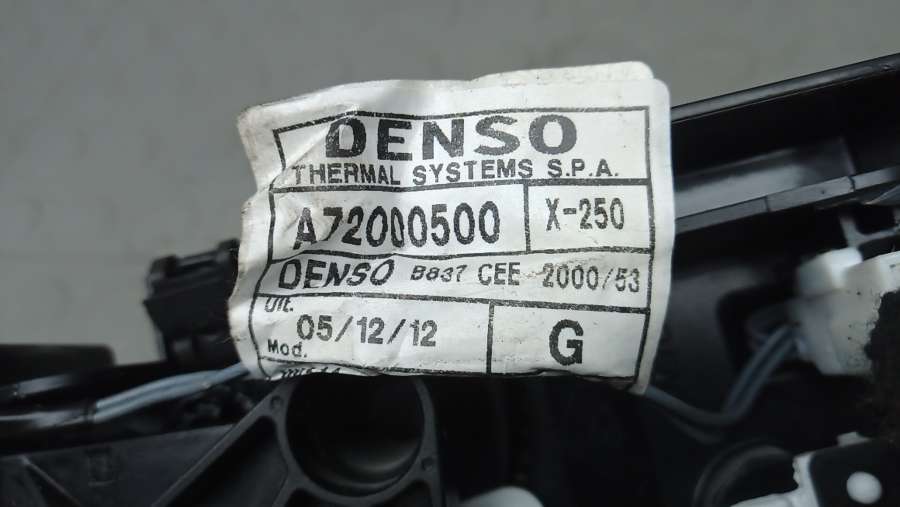 DENSO
THERMAL SYSTEMS S.P.A.
A72000500 X-250
DENSO B837 CEE 2000/53
Ult.
Mod. 05/12/12 G